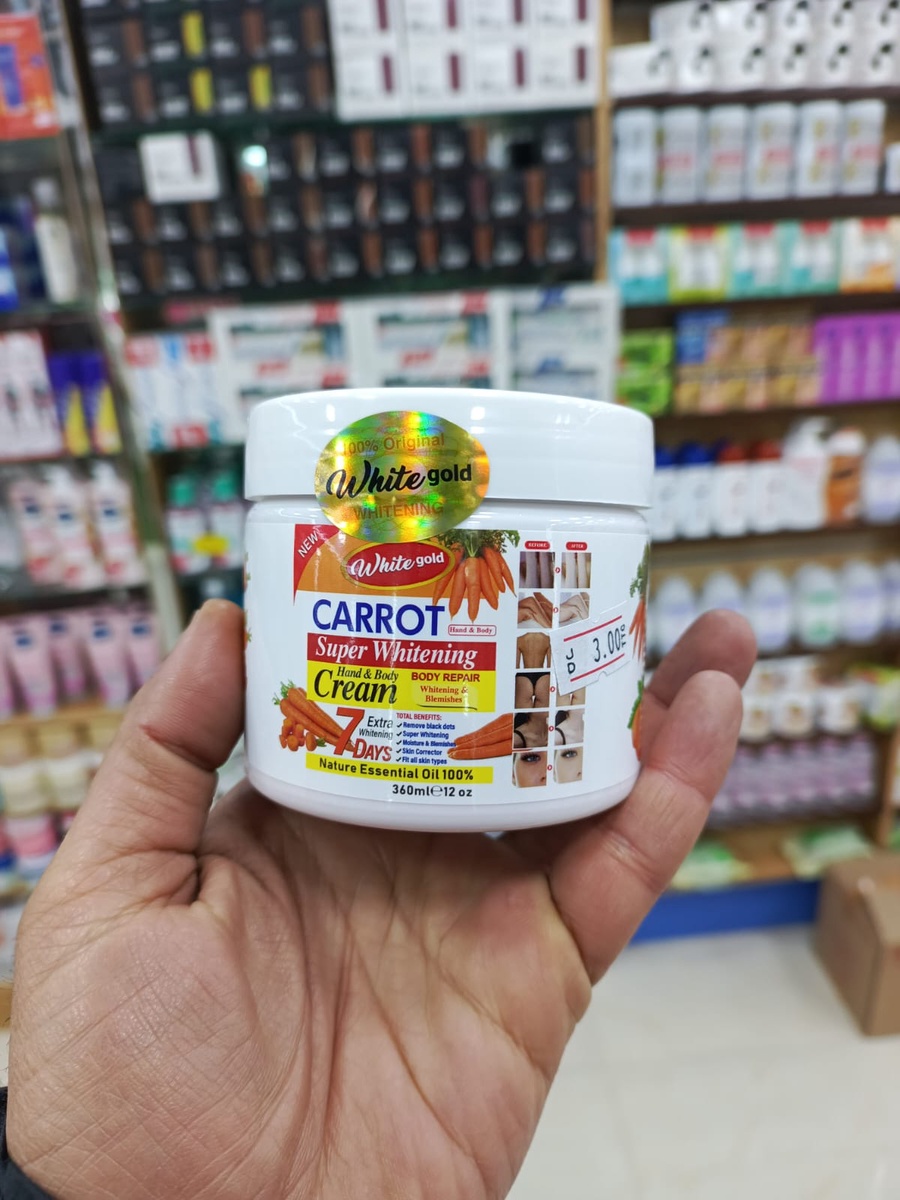 100% Original
White gold
WHITENING
NEW
White gold
CARROT
Hand & Body
Super Whitening
Hand & Body
Cream
BODY REPAIR
Whitening &
Blemishes
7 DAYS
Extra
Whitening
TOTAL BENEFITS:
✓ Remove black dots
✓ Super Whitening
✓ Moisture & Blemishes
✓ Skin Corrector
✓ Fit all skin types
Nature Essential Oil 100%
360ml℮12 oz
BEFORE
AFTER
JD 3.00